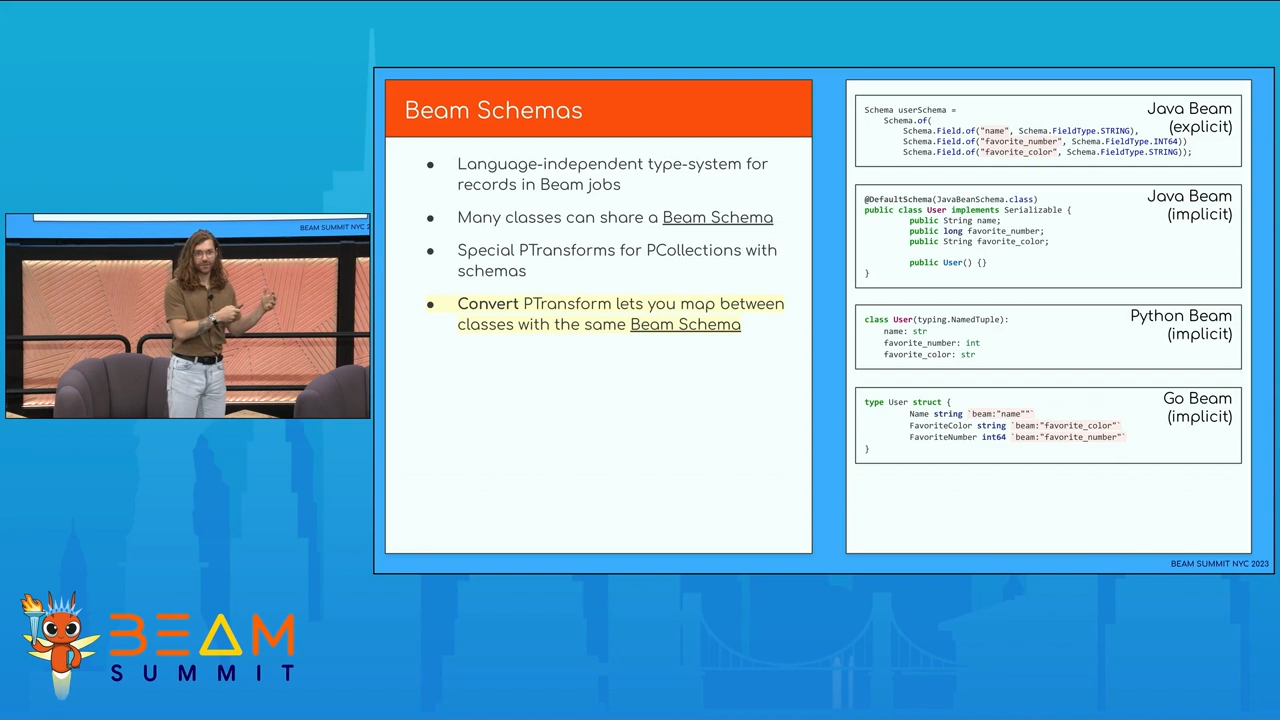 BEAM SUMMIT NYC 2
Beam Schemas
● Language-independent type-system for
records in Beam jobs
● Many classes can share a Beam Schema
● Special PTransforms for PCollections with
schemas
● Convert PTransform lets you map between
classes with the same Beam Schema
Java Beam
(explicit)
Schema userSchema =
Schema.of(
Schema.Field.of("name", Schema.FieldType.STRING),
Schema.Field.of("favorite_number", Schema.FieldType.INT64))
Schema.Field.of("favorite_color", Schema.FieldType.STRING));
Java Beam
(implicit)
@DefaultSchema(JavaBeanSchema.class)
public class User implements Serializable {
public String name;
public long favorite_number;
public String favorite_color;
public User() {}
}
Python Beam
(implicit)
class User(typing.NamedTuple):
name: str
favorite_number: int
favorite_color: str
Go Beam
(implicit)
type User struct {
Name string `beam:"name""`
FavoriteColor string `beam:"favorite_color"`
FavoriteNumber int64 `beam:"favorite_number"`
}
BEAM SUMMIT NYC 2023
BEAM
SUMMIT